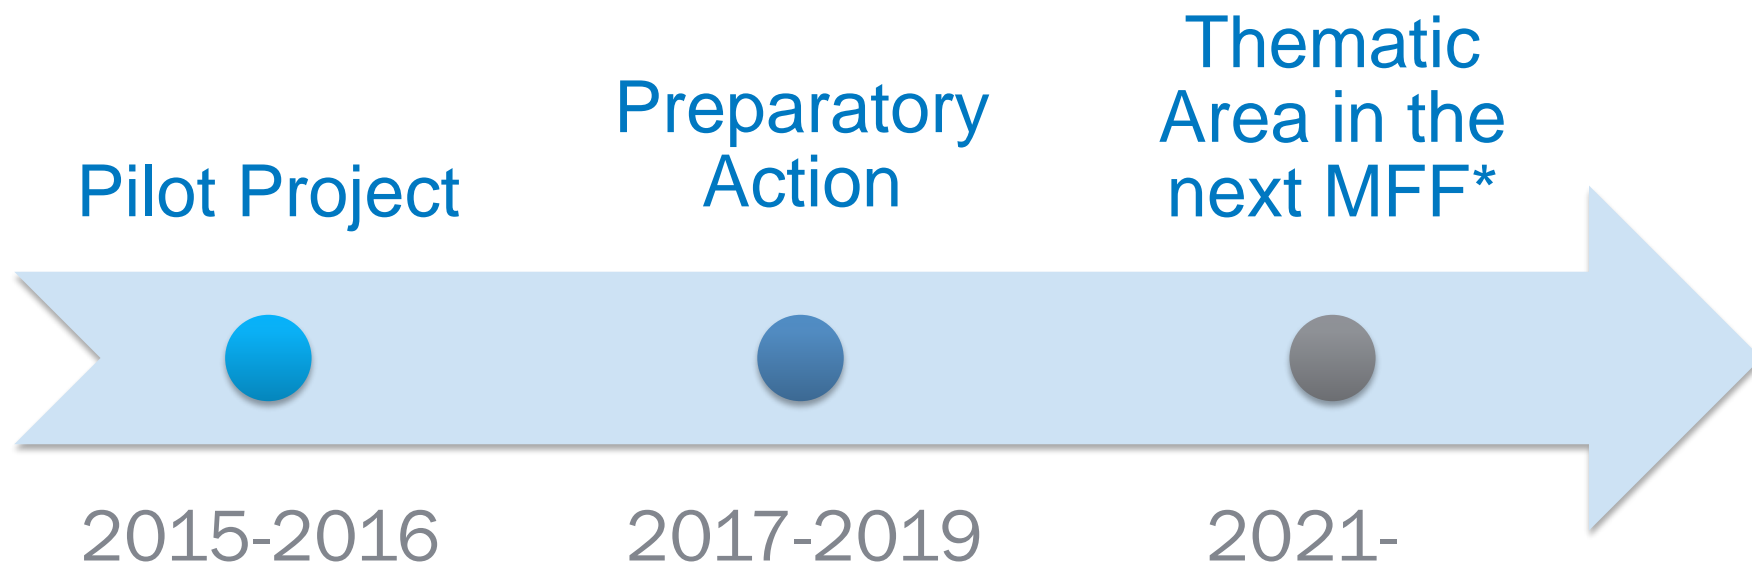 Pilot Project
2015-2016
Preparatory
Action
2017-2019
Thematic
Area in the
next MFF*
2021-